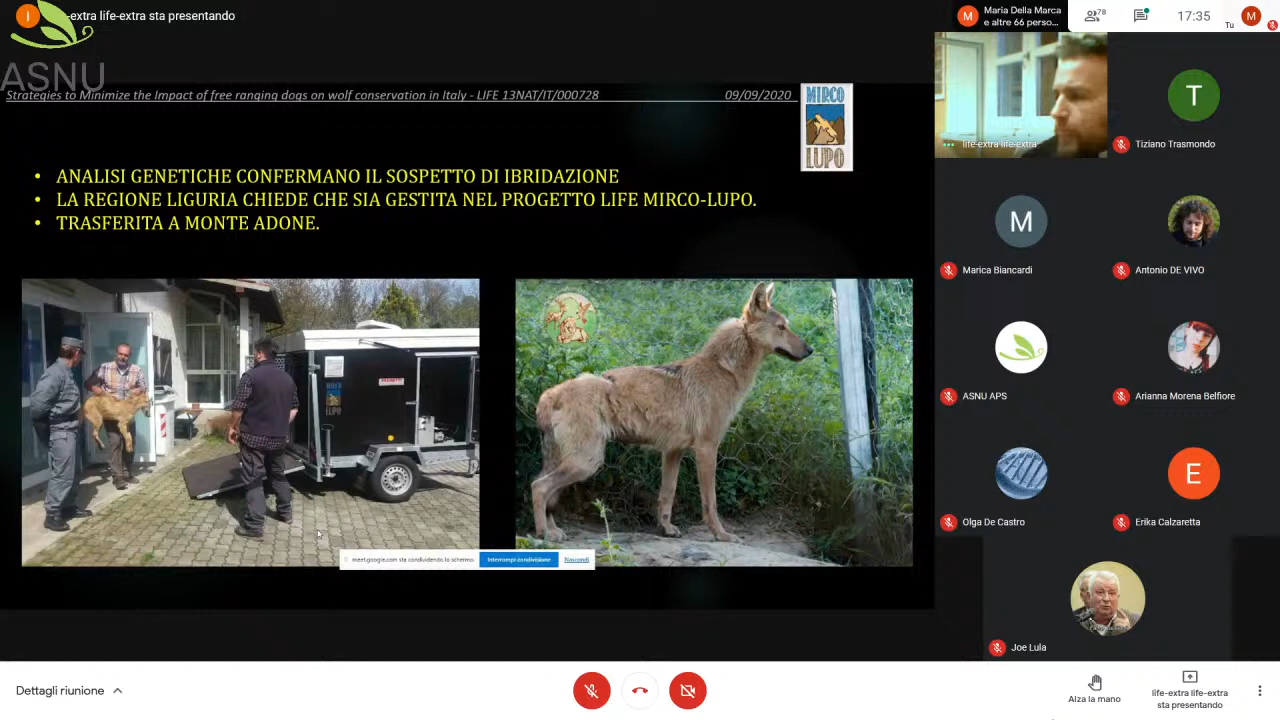 I
-extra life-extra sta presentando
M
Maria Della Marca
e altre 66 perso...
78
17:35
Tu
M
ASNU
Strategies to Minimize the Impact of free ranging dogs on wolf conservation in Italy - LIFE 13NAT/IT/000728
09/09/2020
MIRCO
LUPO
• ANALISI GENETICHE CONFERMANO IL SOSPETTO DI IBRIDAZIONE
• LA REGIONE LIGURIA CHIEDE CHE SIA GESTITA NEL PROGETTO LIFE MIRCO-LUPO.
• TRASFERITA A MONTE ADONE.
MIRCO
LUPO
meet.google.com sta condividendo lo schermo.
Interrompi condivisione
Nascondi
life-extra life-extra
T
Tiziano Trasmondo
M
Marica Biancardi
Antonio DE VIVO
ASNU APS
Arianna Morena Belfiore
Olga De Castro
E
Erika Calzaretta
Joe Lula
Dettagli riunione
Alza la mano
life-extra life-extra
sta presentando